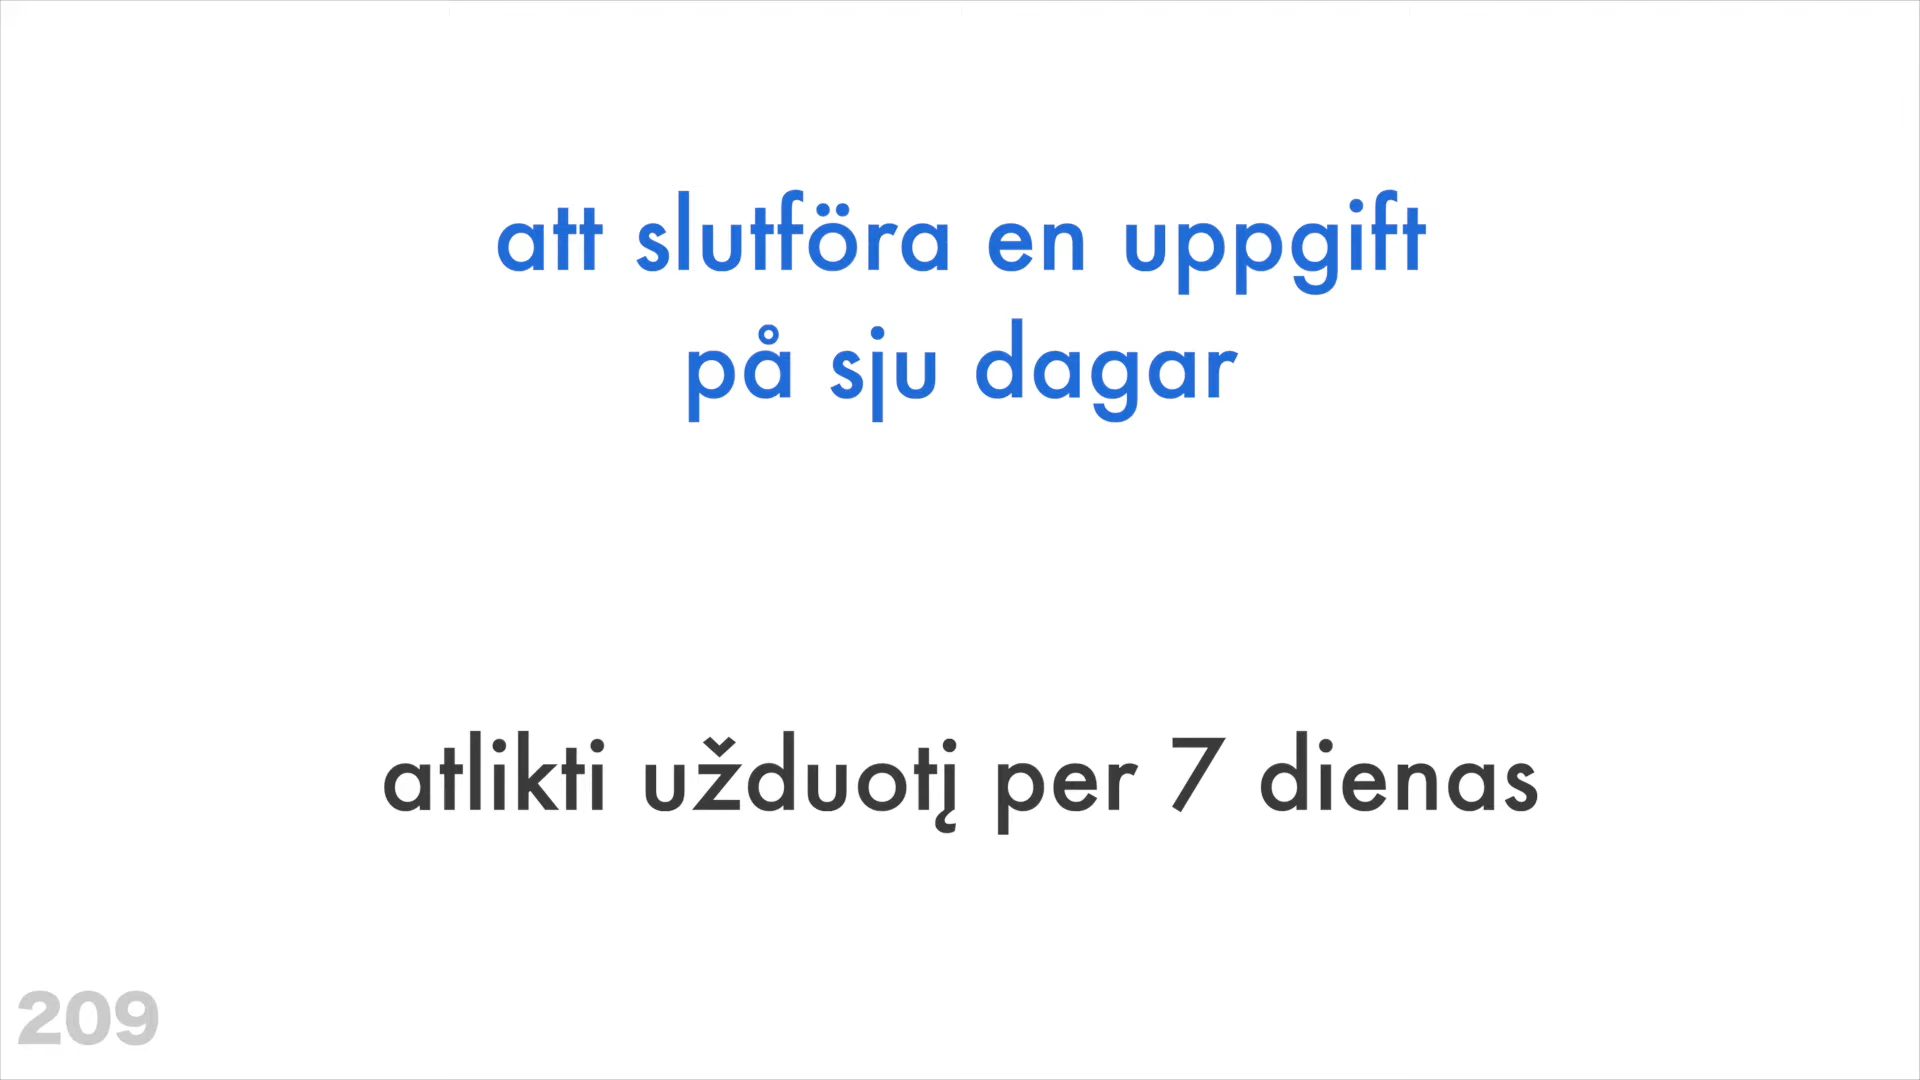 att slutföra en uppgift
på sju dagar
atlikti užduotį per 7 dienas
209